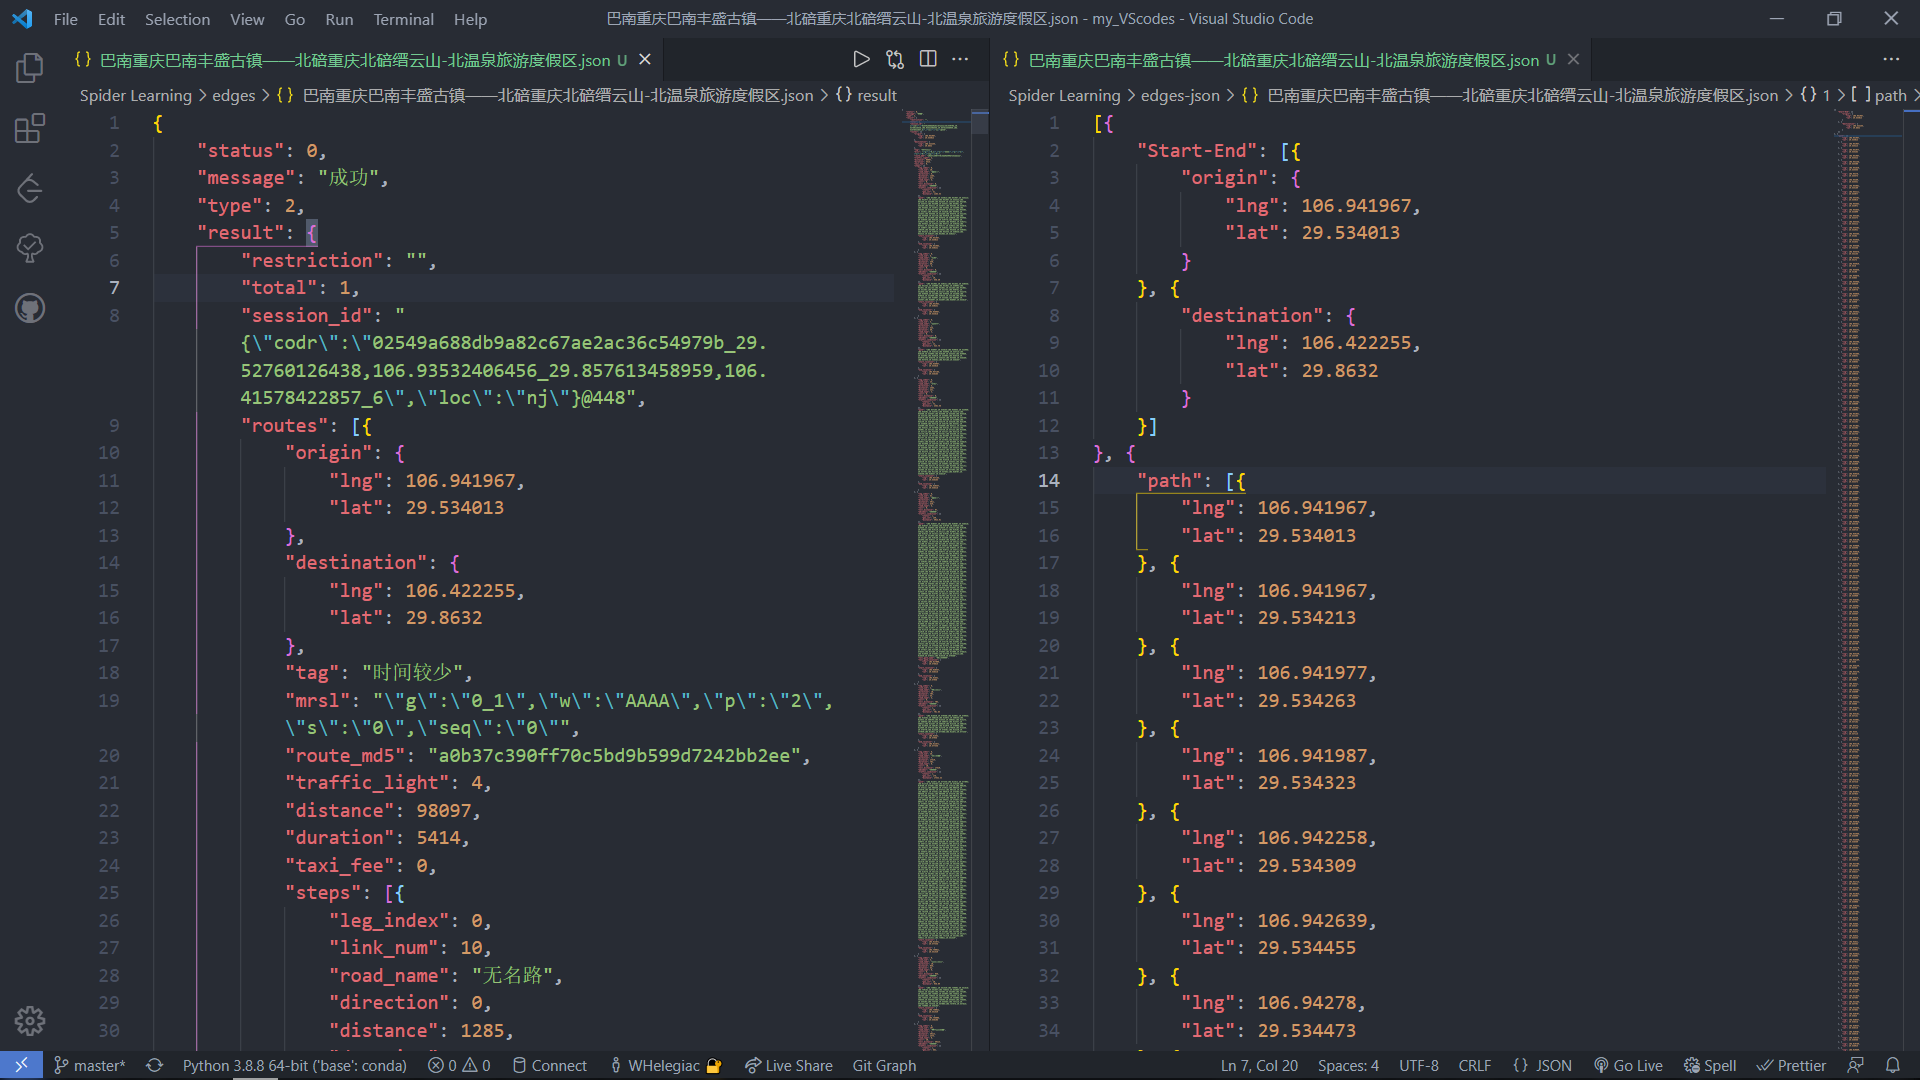 File Edit Selection View Go Run Terminal Help
巴南重庆巴南丰盛古镇——北碚重庆北碚缙云山-北温泉旅游度假区.json - my_VScodes - Visual Studio Code
巴南重庆巴南丰盛古镇——北碚重庆北碚缙云山-北温泉旅游度假区.json U
Spider Learning > edges > {} 巴南重庆巴南丰盛古镇——北碚重庆北碚缙云山-北温泉旅游度假区.json > {} result
1 {
2 "status": 0,
3 "message": "成功",
4 "type": 2,
5 "result": {
6 "restriction": "",
7 "total": 1,
8 "session_id": "
{\"codr\":\"02549a688db9a82c67ae2ac36c54979b_29.
52760126438,106.93532406456_29.857613458959,106.
41578422857_6\",\"loc\":\"nj\"}@448",
9 "routes": [{
10 "origin": {
11 "lng": 106.941967,
12 "lat": 29.534013
13 },
14 "destination": {
15 "lng": 106.422255,
16 "lat": 29.8632
17 },
18 "tag": "时间较少",
19 "mrsl": "\"g\":\"0_1\",\"w\":\"AAAA\",\"p\":\"2\",
\"s\":\"0\",\"seq\":\"0\"",
20 "route_md5": "a0b37c390ff70c5bd9b599d7242bb2ee",
21 "traffic_light": 4,
22 "distance": 98097,
23 "duration": 5414,
24 "taxi_fee": 0,
25 "steps": [{
26 "leg_index": 0,
27 "link_num": 10,
28 "road_name": "无名路",
29 "direction": 0,
30 "distance": 1285,
巴南重庆巴南丰盛古镇——北碚重庆北碚缙云山-北温泉旅游度假区.json U
Spider Learning > edges-json > {} 巴南重庆巴南丰盛古镇——北碚重庆北碚缙云山-北温泉旅游度假区.json > {} 1 > [ ] path >
1 [{
2 "Start-End": [{
3 "origin": {
4 "lng": 106.941967,
5 "lat": 29.534013
6 }
7 }, {
8 "destination": {
9 "lng": 106.422255,
10 "lat": 29.8632
11 }
12 }]
13 }, {
14 "path": [{
15 "lng": 106.941967,
16 "lat": 29.534013
17 }, {
18 "lng": 106.941967,
19 "lat": 29.534213
20 }, {
21 "lng": 106.941977,
22 "lat": 29.534263
23 }, {
24 "lng": 106.941987,
25 "lat": 29.534323
26 }, {
27 "lng": 106.942258,
28 "lat": 29.534309
29 }, {
30 "lng": 106.942639,
31 "lat": 29.534455
32 }, {
33 "lng": 106.94278,
34 "lat": 29.534473
master* Python 3.8.8 64-bit ('base': conda) 0 0 Connect WHelegiac Live Share Git Graph Ln 7, Col 20 Spaces: 4 UTF-8 CRLF {} JSON Go Live Spell Prettier